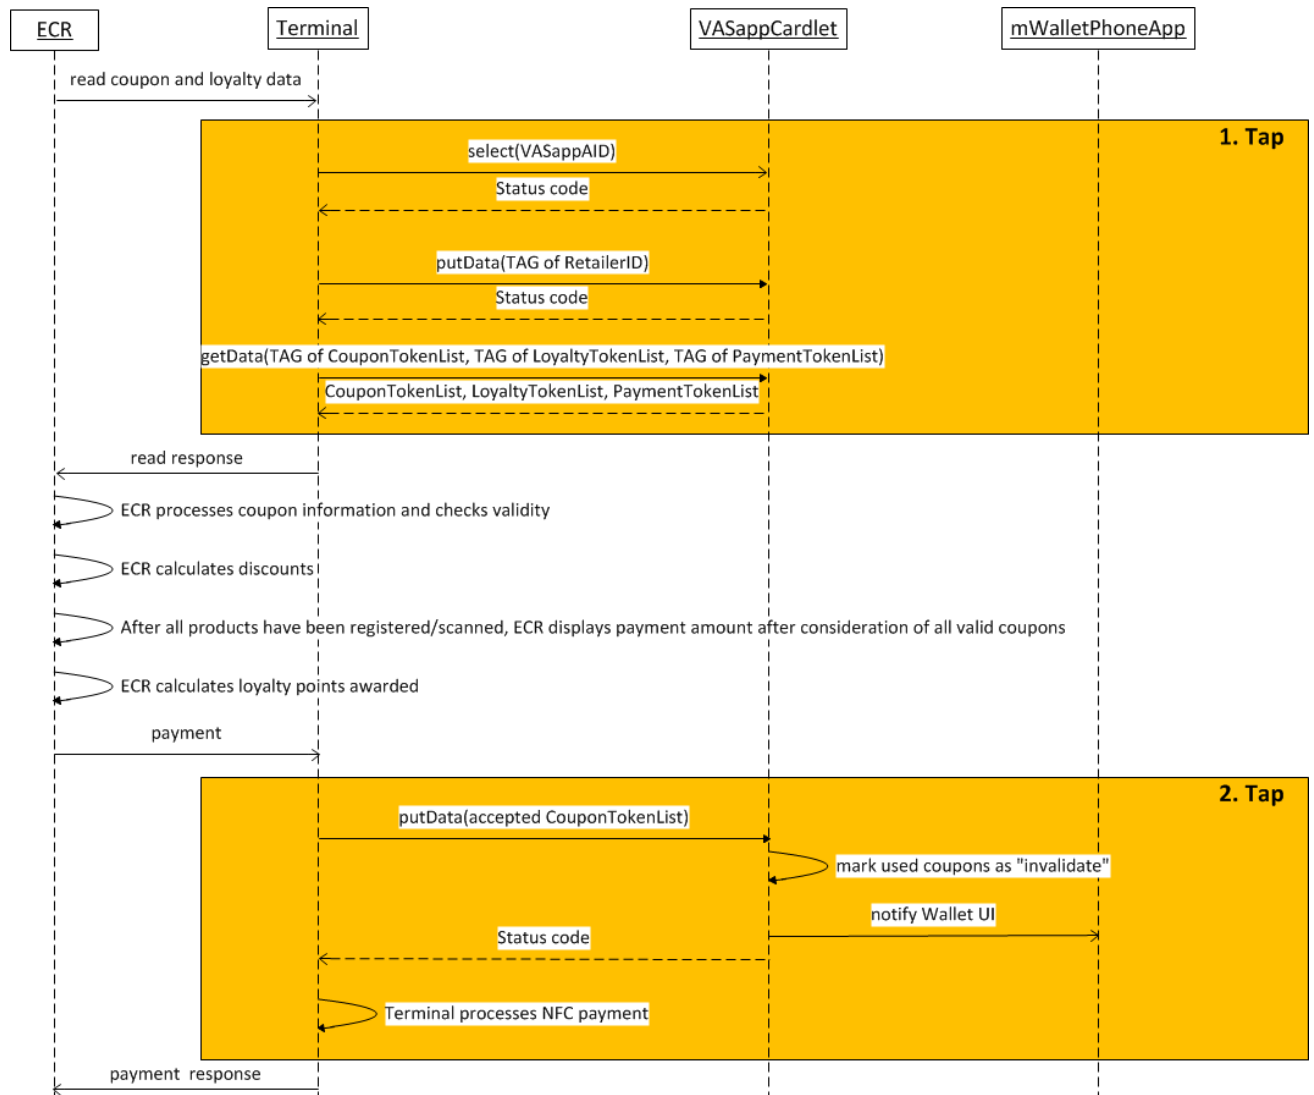 ECR
Terminal
VASappCardlet
mWalletPhoneApp
read coupon and loyalty data
1. Tap
select(VASappAID)
Status code
putData(TAG of RetailerID)
Status code
getData(TAG of CouponTokenList, TAG of LoyaltyTokenList, TAG of PaymentTokenList)
CouponTokenList, LoyaltyTokenList, PaymentTokenList
read response
ECR processes coupon information and checks validity
ECR calculates discounts
After all products have been registered/scanned, ECR displays payment amount after consideration of all valid coupons
ECR calculates loyalty points awarded
payment
2. Tap
putData(accepted CouponTokenList)
mark used coupons as "invalidate"
notify Wallet UI
Status code
Terminal processes NFC payment
payment response